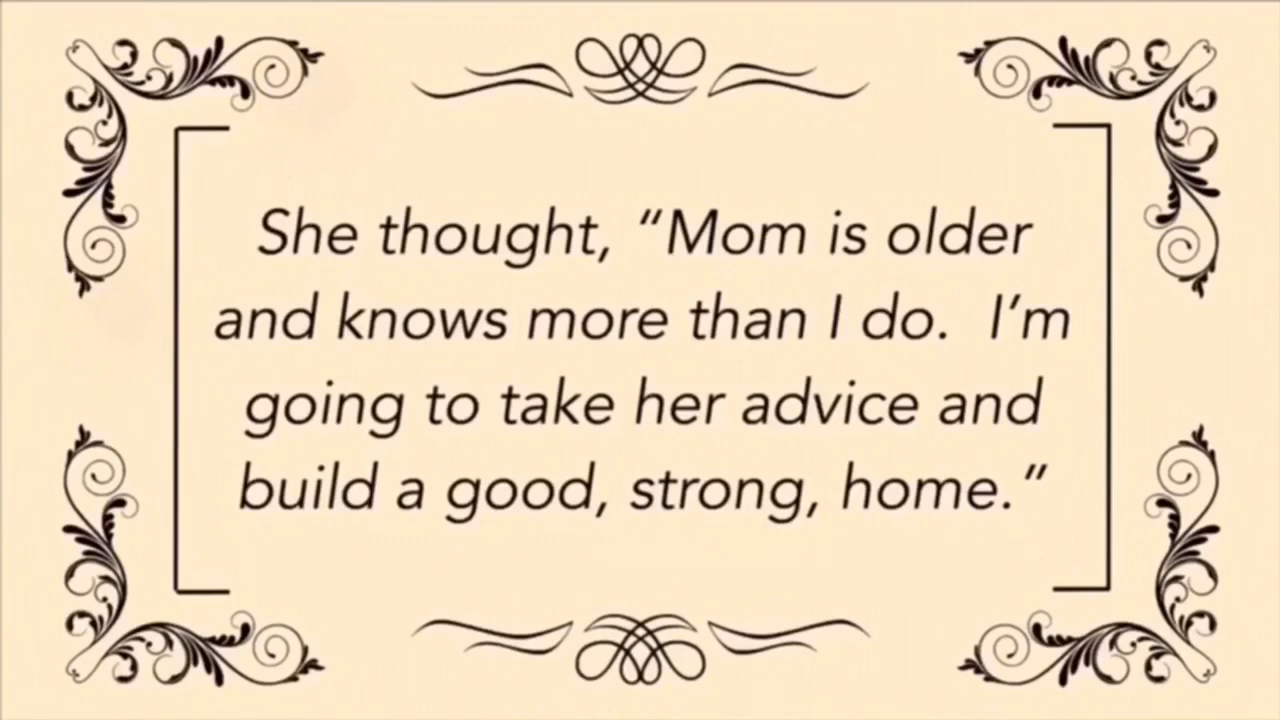 She thought, “Mom is older
and knows more than I do.  I’m
going to take her advice and
build a good, strong, home.”